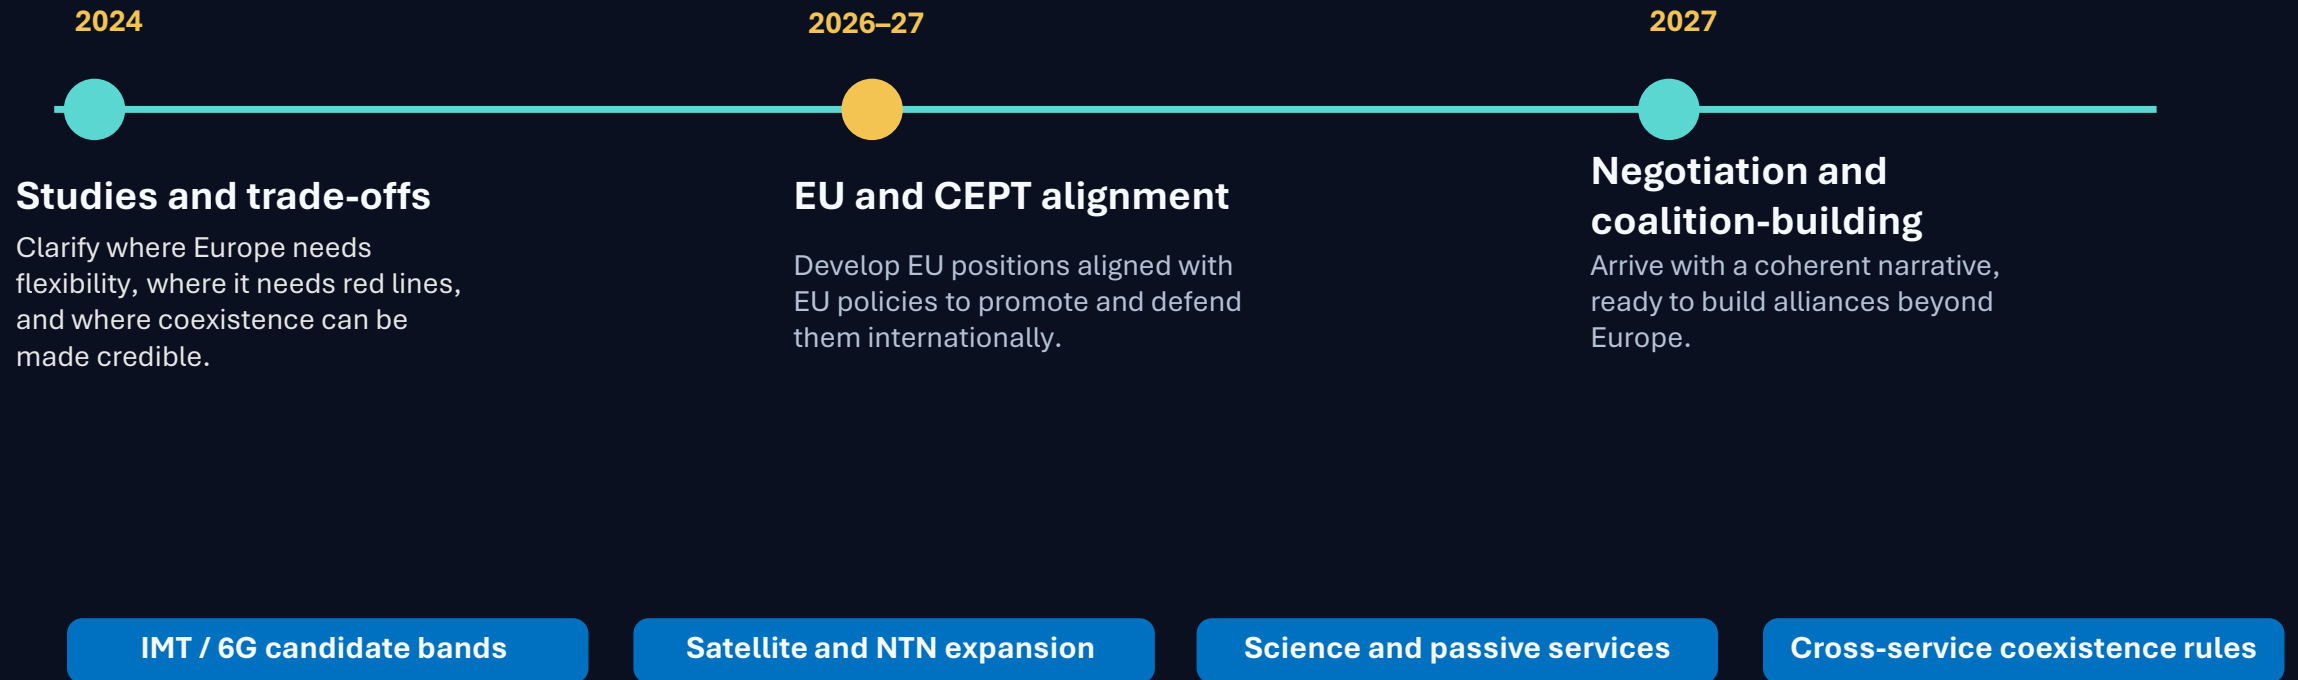 2024
2026–27
2027
Studies and trade-offs
Clarify where Europe needs
flexibility, where it needs red lines,
and where coexistence can be
made credible.
EU and CEPT alignment
Develop EU positions aligned with
EU policies to promote and defend
them internationally.
Negotiation and
coalition-building
Arrive with a coherent narrative,
ready to build alliances beyond
Europe.
IMT / 6G candidate bands
Satellite and NTN expansion
Science and passive services
Cross-service coexistence rules